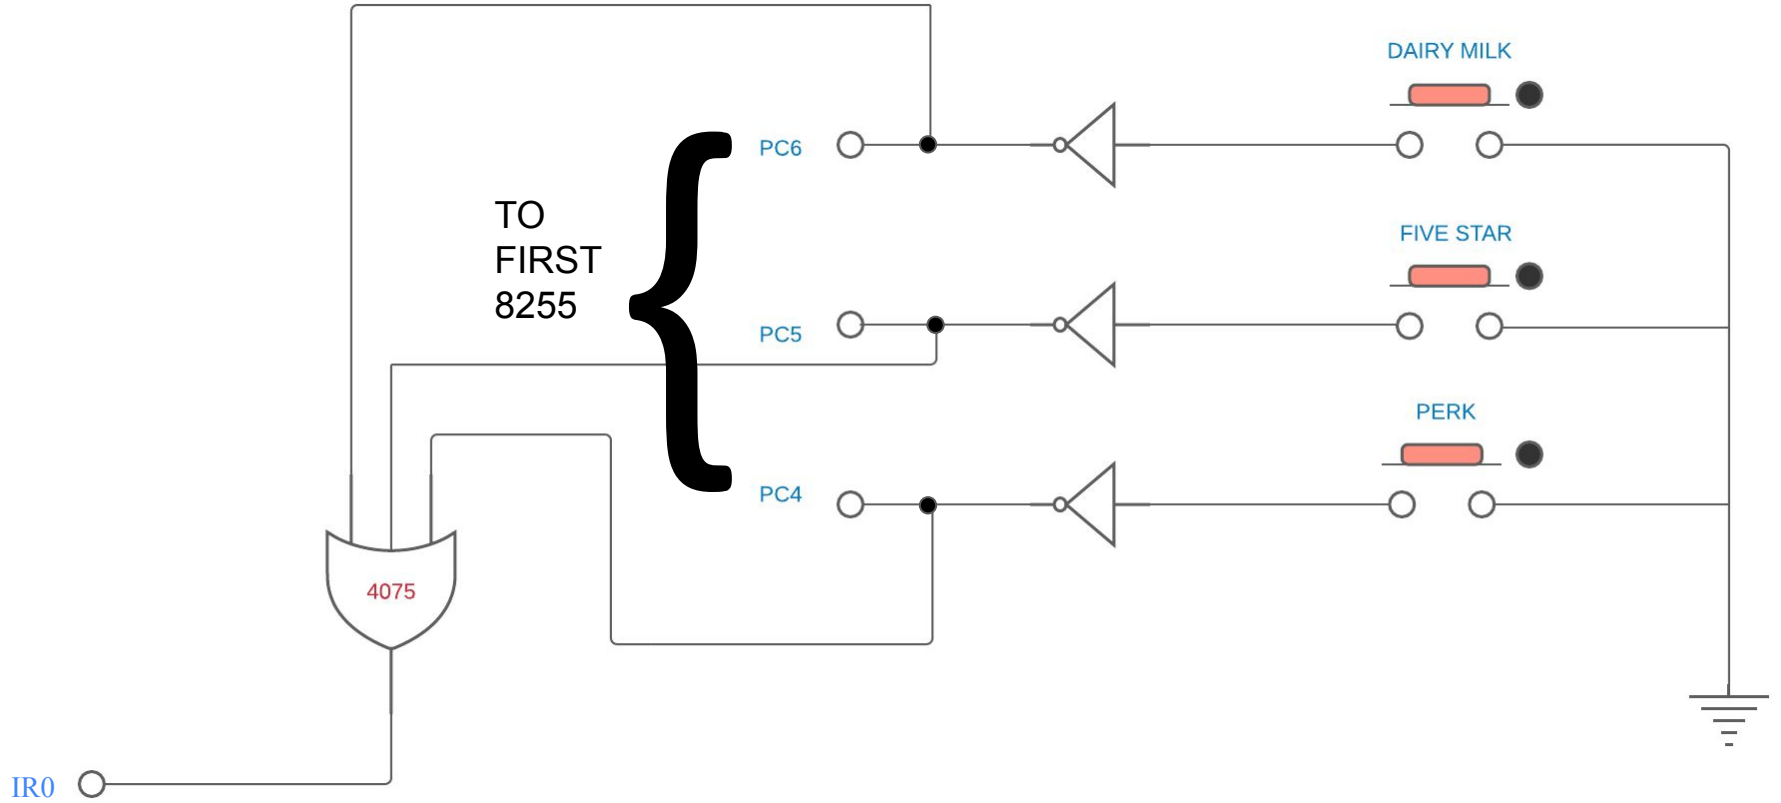 DAIRY MILK
PC6
TO
FIRST
8255
FIVE STAR
PC5
PERK
PC4
4075
IR0